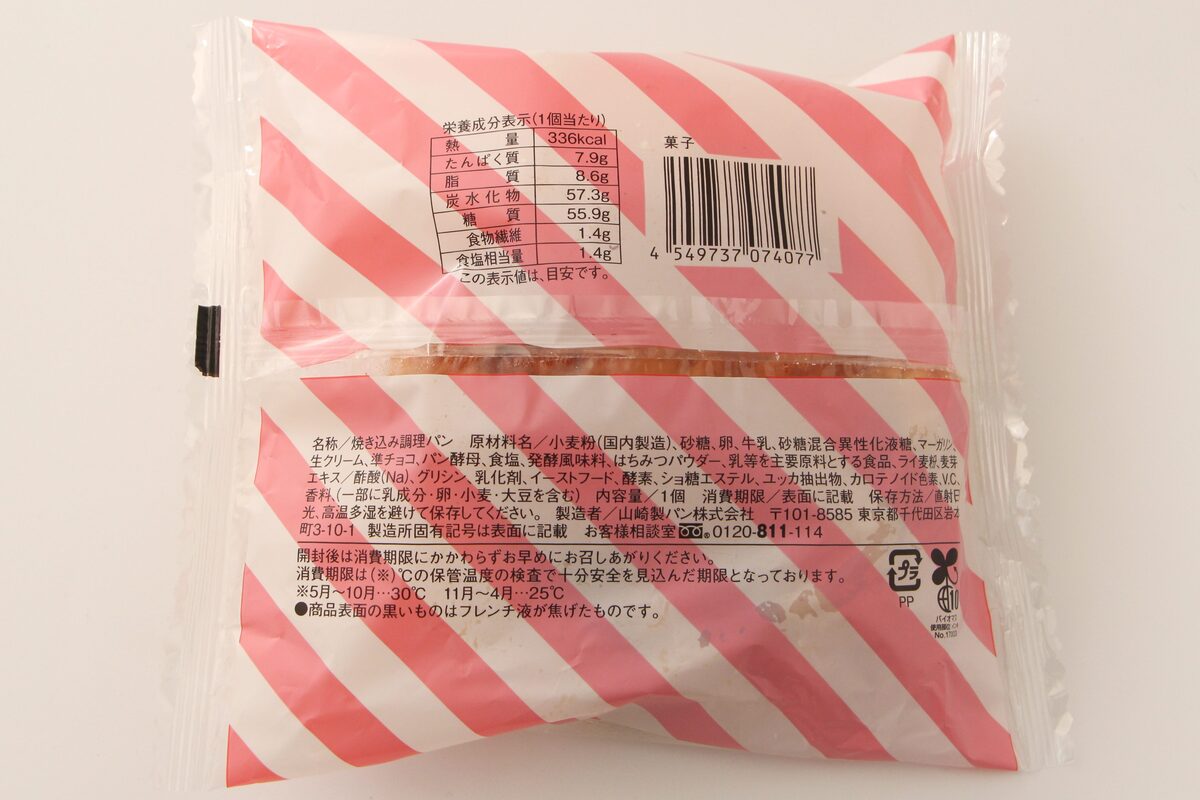 栄養成分表示(1個当たり)
熱量 336kcal
たんぱく質 7.9g
脂質 8.6g
炭水化物 57.3g
糖質 55.9g
食物繊維 1.4g
食塩相当量 1.4g
この表示値は、目安です。
菓子
4 549737 074077
名称／焼き込み調理パン 原材料名／小麦粉(国内製造)、砂糖、卵、牛乳、砂糖混合異性化液糖、マーガリン、
生クリーム、準チョコ、パン酵母、食塩、発酵風味料、はちみつパウダー、乳等を主要原料とする食品、ライ麦粉、麦芽
エキス／酢酸(Na)、グリシン、乳化剤、イーストフード、酵素、ショ糖エステル、ユッカ抽出物、カロテノイド色素、V.C、
香料、(一部に乳成分・卵・小麦・大豆を含む) 内容量／1個 消費期限／表面に記載 保存方法／直射日
光、高温多湿を避けて保存してください。 製造者／山崎製パン株式会社 〒101-8585 東京都千代田区岩本
町3-10-1 製造所固有記号は表面に記載 お客様相談室 0120-811-114
開封後は消費期限にかかわらずお早めにお召しあがりください。
消費期限は(※)℃の保管温度の検査で十分安全を見込んだ期限となっております。
※5月〜10月…30℃ 11月〜4月…25℃
●商品表面の黒いものはフレンチ液が焦げたものです。
プラ
PP
10
バイオマス